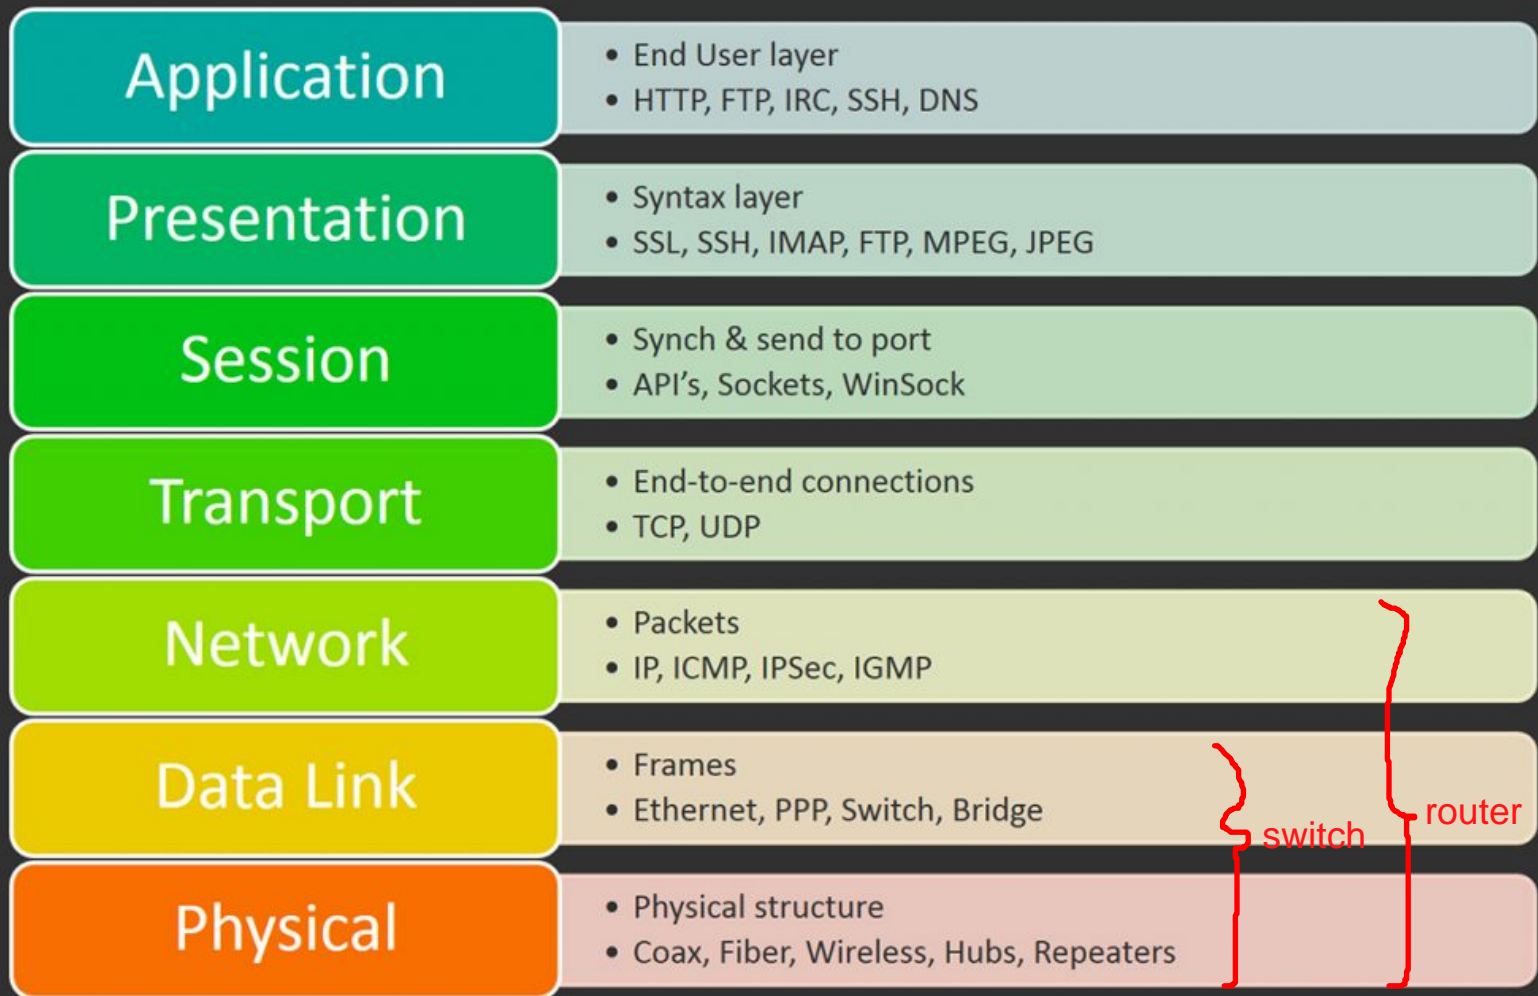 Application
• End User layer
• HTTP, FTP, IRC, SSH, DNS
Presentation
• Syntax layer
• SSL, SSH, IMAP, FTP, MPEG, JPEG
Session
• Synch & send to port
• API’s, Sockets, WinSock
Transport
• End-to-end connections
• TCP, UDP
Network
• Packets
• IP, ICMP, IPSec, IGMP
Data Link
• Frames
• Ethernet, PPP, Switch, Bridge
switch
router
Physical
• Physical structure
• Coax, Fiber, Wireless, Hubs, Repeaters